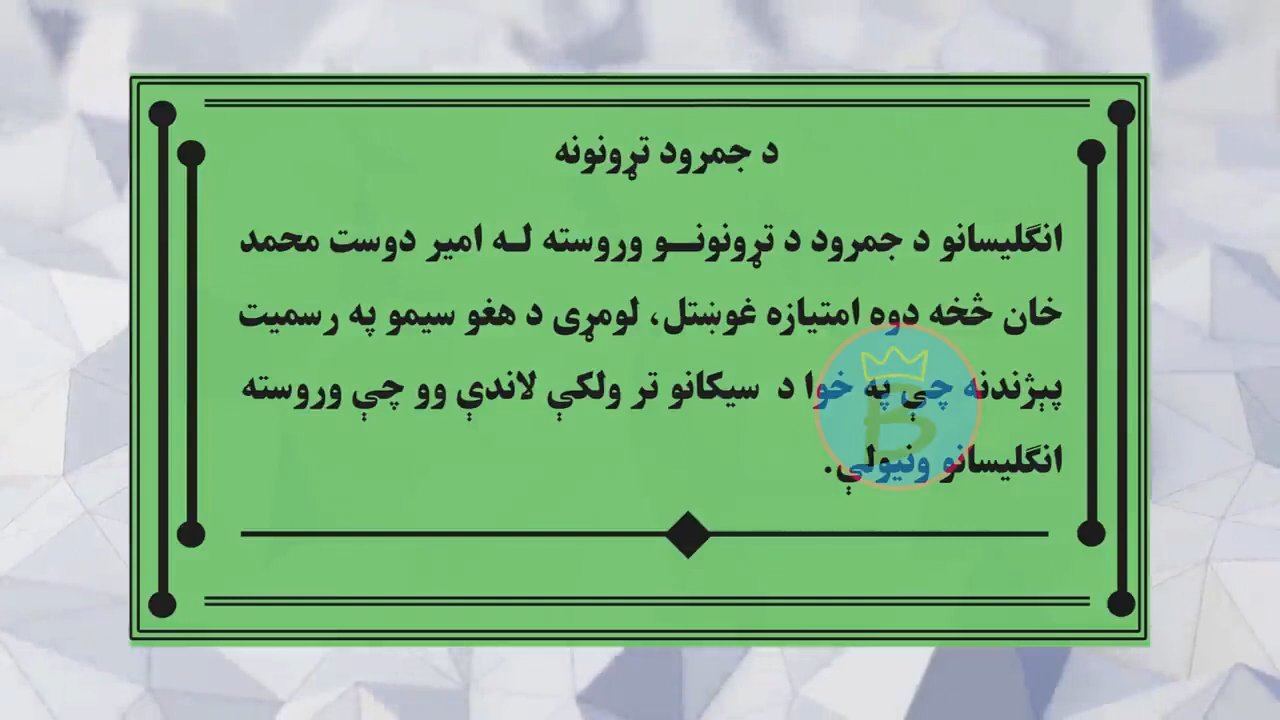 د جمرود تړونونه
انګلیسانو د جمرود د تړونونـــو وروسته لـه امیر دوست محمد
خان څخه دوه امتیازه غوښتل، لومړی د هغو سیمو په رسمیت
پېژندنه چې په خوا د سیکانو تر ولکې لاندې وو چې وروسته
انګلیسانو ونیولې.
B